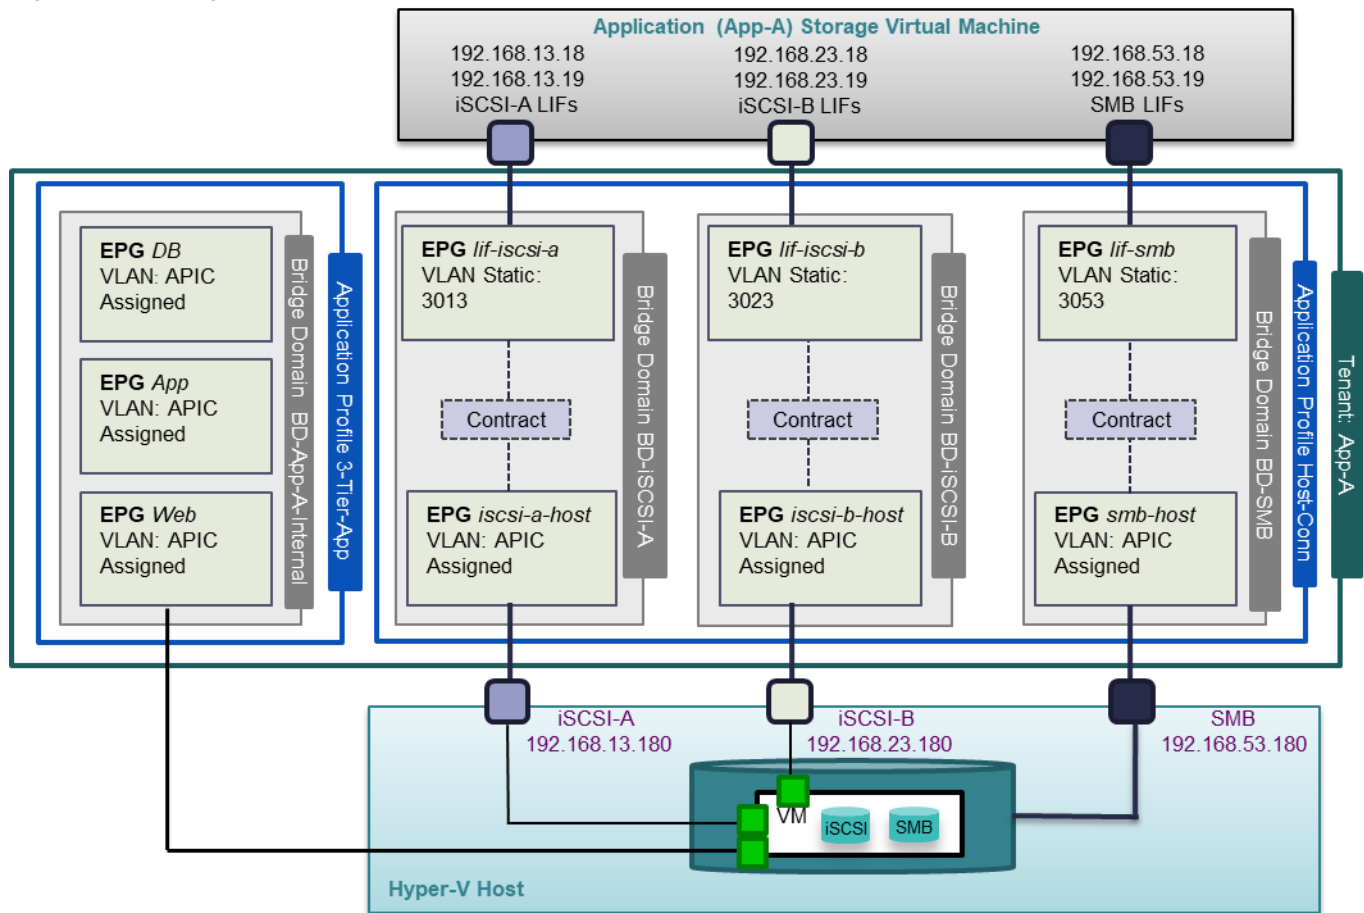 Application (App-A) Storage Virtual Machine
192.168.13.18
192.168.13.19
iSCSI-A LIFs
192.168.23.18
192.168.23.19
iSCSI-B LIFs
192.168.53.18
192.168.53.19
SMB LIFs
EPG DB
VLAN: APIC
Assigned
EPG App
VLAN: APIC
Assigned
EPG Web
VLAN: APIC
Assigned
Bridge Domain BD-App-A-Internal
Application Profile 3-Tier-App
EPG lif-iscsi-a
VLAN Static:
3013
Contract
EPG iscsi-a-host
VLAN: APIC
Assigned
Bridge Domain BD-iSCSI-A
EPG lif-iscsi-b
VLAN Static:
3023
Contract
EPG iscsi-b-host
VLAN: APIC
Assigned
Bridge Domain BD-iSCSI-B
EPG lif-smb
VLAN Static:
3053
Contract
EPG smb-host
VLAN: APIC
Assigned
Bridge Domain BD-SMB
Application Profile Host-Conn
Tenant: App-A
iSCSI-A
192.168.13.180
iSCSI-B
192.168.23.180
SMB
192.168.53.180
VM
iSCSI
SMB
Hyper-V Host